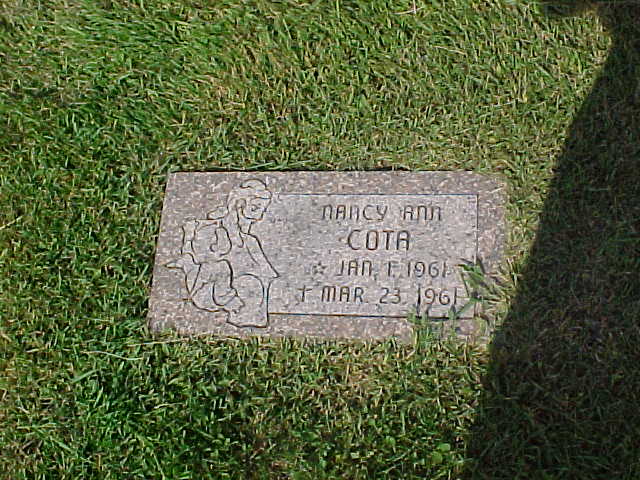 NANCY ANN
COTA
☆ JAN. 1. 1961
† MAR. 23. 1961